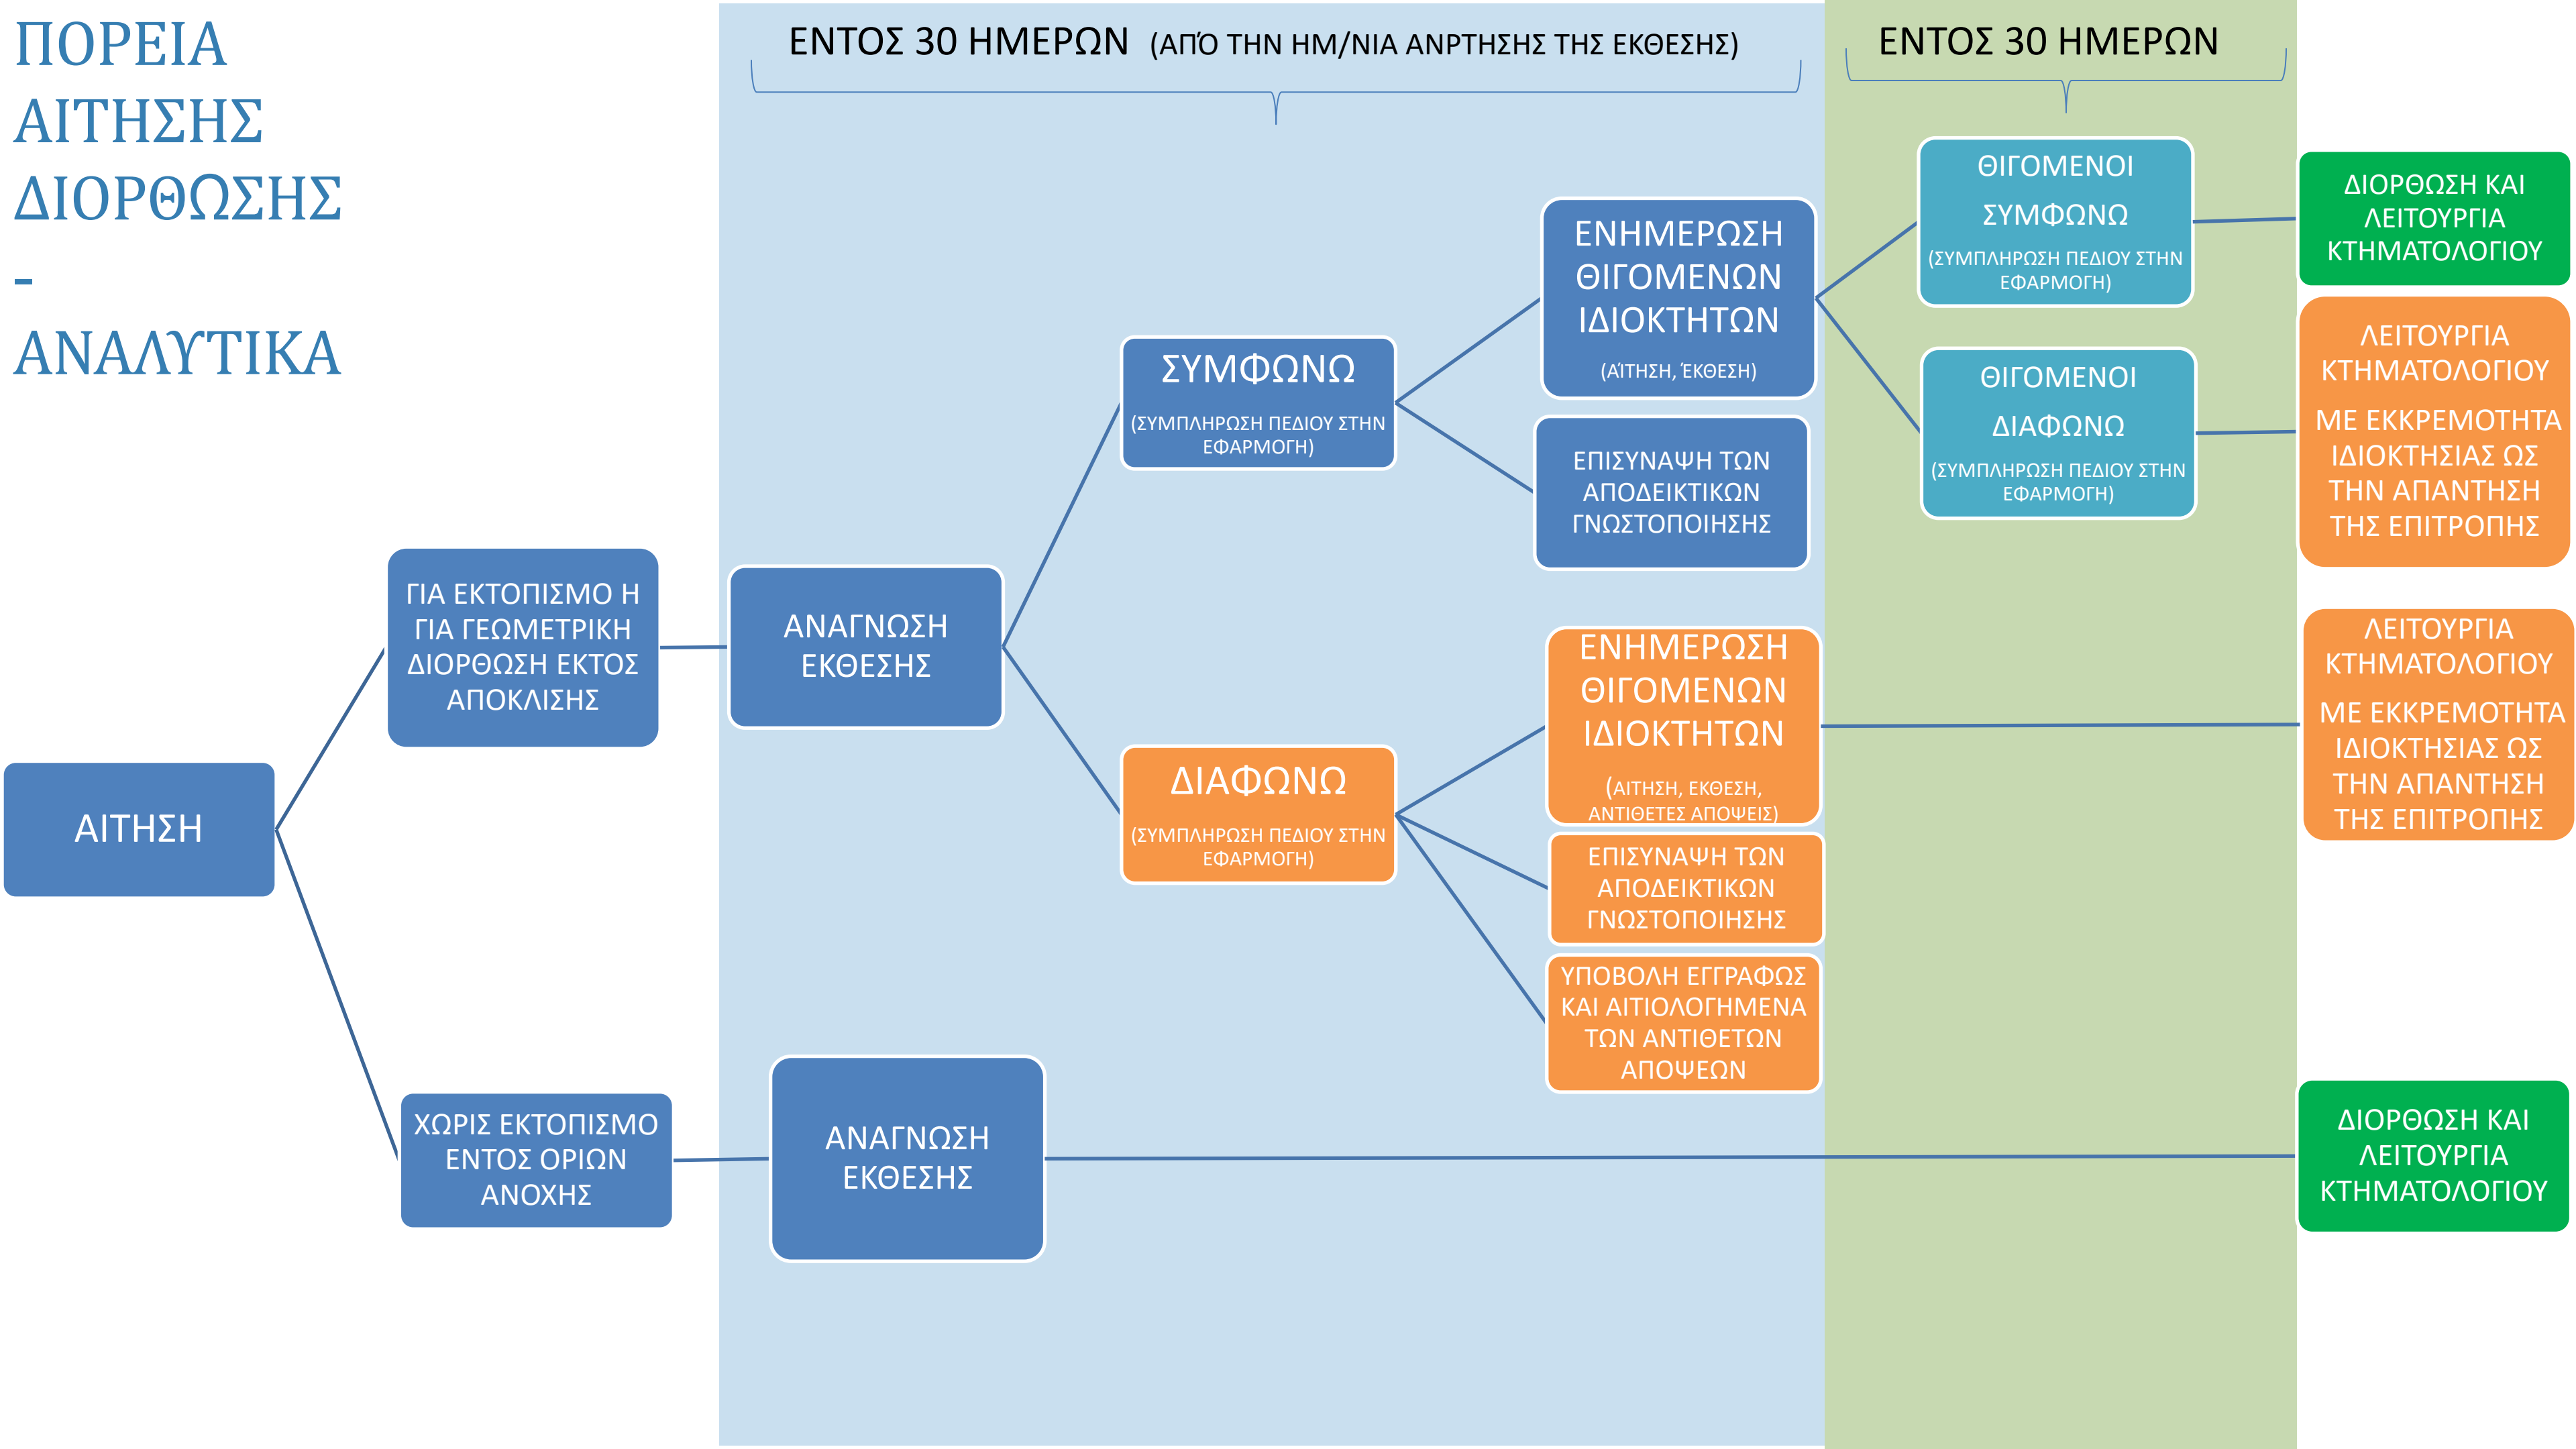 ΠΟΡΕΙΑ
ΑΙΤΗΣΗΣ
ΔΙΟΡΘΩΣΗΣ
-
ΑΝΑΛΥΤΙΚΑ
ΕΝΤΟΣ 30 ΗΜΕΡΩΝ (ΑΠΌ ΤΗΝ ΗΜ/ΝΙΑ ΑΝΡΤΗΣΗΣ ΤΗΣ ΕΚΘΕΣΗΣ)
ΕΝΤΟΣ 30 ΗΜΕΡΩΝ
ΑΙΤΗΣΗ
ΓΙΑ ΕΚΤΟΠΙΣΜΟ Η
ΓΙΑ ΓΕΩΜΕΤΡΙΚΗ
ΔΙΟΡΘΩΣΗ ΕΚΤΟΣ
ΑΠΟΚΛΙΣΗΣ
ΑΝΑΓΝΩΣΗ
ΕΚΘΕΣΗΣ
ΣΥΜΦΩΝΩ
(ΣΥΜΠΛΗΡΩΣΗ ΠΕΔΙΟΥ ΣΤΗΝ
ΕΦΑΡΜΟΓΗ)
ΕΝΗΜΕΡΩΣΗ
ΘΙΓΟΜΕΝΩΝ
ΙΔΙΟΚΤΗΤΩΝ
(ΑΊΤΗΣΗ, ΈΚΘΕΣΗ)
ΘΙΓΟΜΕΝΟΙ
ΣΥΜΦΩΝΩ
(ΣΥΜΠΛΗΡΩΣΗ ΠΕΔΙΟΥ ΣΤΗΝ
ΕΦΑΡΜΟΓΗ)
ΔΙΟΡΘΩΣΗ ΚΑΙ
ΛΕΙΤΟΥΡΓΙΑ
ΚΤΗΜΑΤΟΛΟΓΙΟΥ
ΘΙΓΟΜΕΝΟΙ
ΔΙΑΦΩΝΩ
(ΣΥΜΠΛΗΡΩΣΗ ΠΕΔΙΟΥ ΣΤΗΝ
ΕΦΑΡΜΟΓΗ)
ΛΕΙΤΟΥΡΓΙΑ
ΚΤΗΜΑΤΟΛΟΓΙΟΥ
ΜΕ ΕΚΚΡΕΜΟΤΗΤΑ
ΙΔΙΟΚΤΗΣΙΑΣ ΩΣ
ΤΗΝ ΑΠΑΝΤΗΣΗ
ΤΗΣ ΕΠΙΤΡΟΠΗΣ
ΕΠΙΣΥΝΑΨΗ ΤΩΝ
ΑΠΟΔΕΙΚΤΙΚΩΝ
ΓΝΩΣΤΟΠΟΙΗΣΗΣ
ΔΙΑΦΩΝΩ
(ΣΥΜΠΛΗΡΩΣΗ ΠΕΔΙΟΥ ΣΤΗΝ
ΕΦΑΡΜΟΓΗ)
ΕΝΗΜΕΡΩΣΗ
ΘΙΓΟΜΕΝΩΝ
ΙΔΙΟΚΤΗΤΩΝ
(ΑΙΤΗΣΗ, ΕΚΘΕΣΗ,
ΑΝΤΙΘΕΤΕΣ ΑΠΟΨΕΙΣ)
ΛΕΙΤΟΥΡΓΙΑ
ΚΤΗΜΑΤΟΛΟΓΙΟΥ
ΜΕ ΕΚΚΡΕΜΟΤΗΤΑ
ΙΔΙΟΚΤΗΣΙΑΣ ΩΣ
ΤΗΝ ΑΠΑΝΤΗΣΗ
ΤΗΣ ΕΠΙΤΡΟΠΗΣ
ΕΠΙΣΥΝΑΨΗ ΤΩΝ
ΑΠΟΔΕΙΚΤΙΚΩΝ
ΓΝΩΣΤΟΠΟΙΗΣΗΣ
ΥΠΟΒΟΛΗ ΕΓΓΡΑΦΩΣ
ΚΑΙ ΑΙΤΙΟΛΟΓΗΜΕΝΑ
ΤΩΝ ΑΝΤΙΘΕΤΩΝ
ΑΠΟΨΕΩΝ
ΧΩΡΙΣ ΕΚΤΟΠΙΣΜΟ
ΕΝΤΟΣ ΟΡΙΩΝ
ΑΝΟΧΗΣ
ΑΝΑΓΝΩΣΗ
ΕΚΘΕΣΗΣ
ΔΙΟΡΘΩΣΗ ΚΑΙ
ΛΕΙΤΟΥΡΓΙΑ
ΚΤΗΜΑΤΟΛΟΓΙΟΥ